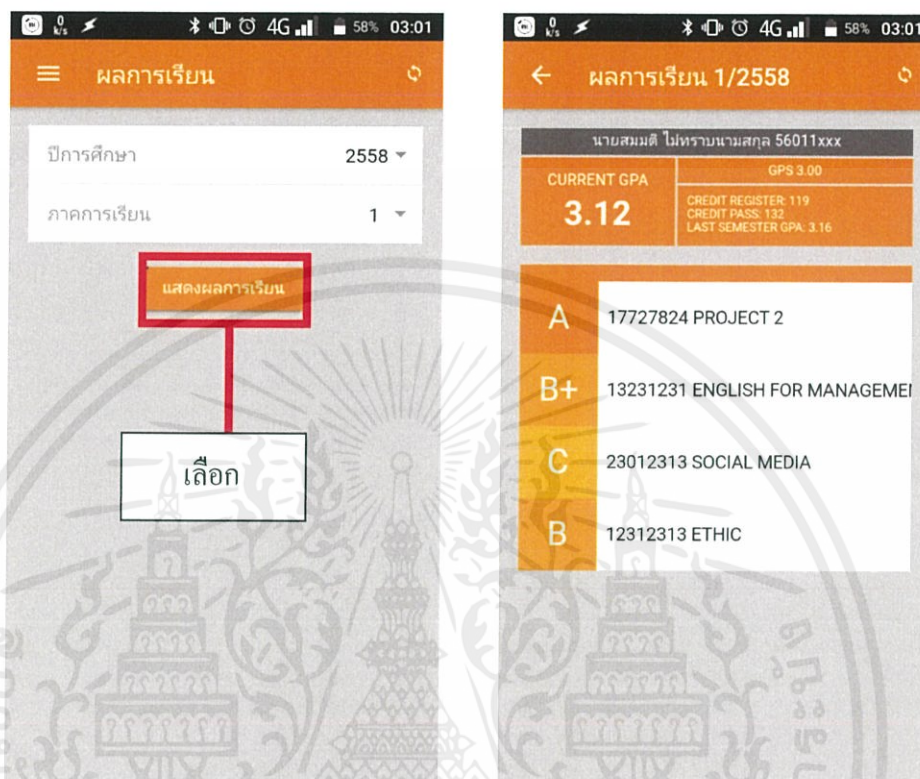 0
k/s
4G
58%
03:01
ผลการเรียน
ปีการศึกษา
2558
ภาคการเรียน
1
แสดงผลการเรียน
เลือก
0
k/s
4G
58%
03:01
ผลการเรียน 1/2558
นายสมมติ ไม่ทราบนามสกุล 56011xxx
CURRENT GPA
3.12
GPS 3.00
CREDIT REGISTER: 119
CREDIT PASS: 132
LAST SEMESTER GPA: 3.16
A
17727824 PROJECT 2
B+
13231231 ENGLISH FOR MANAGEMEI
C
23012313 SOCIAL MEDIA
B
12312313 ETHIC